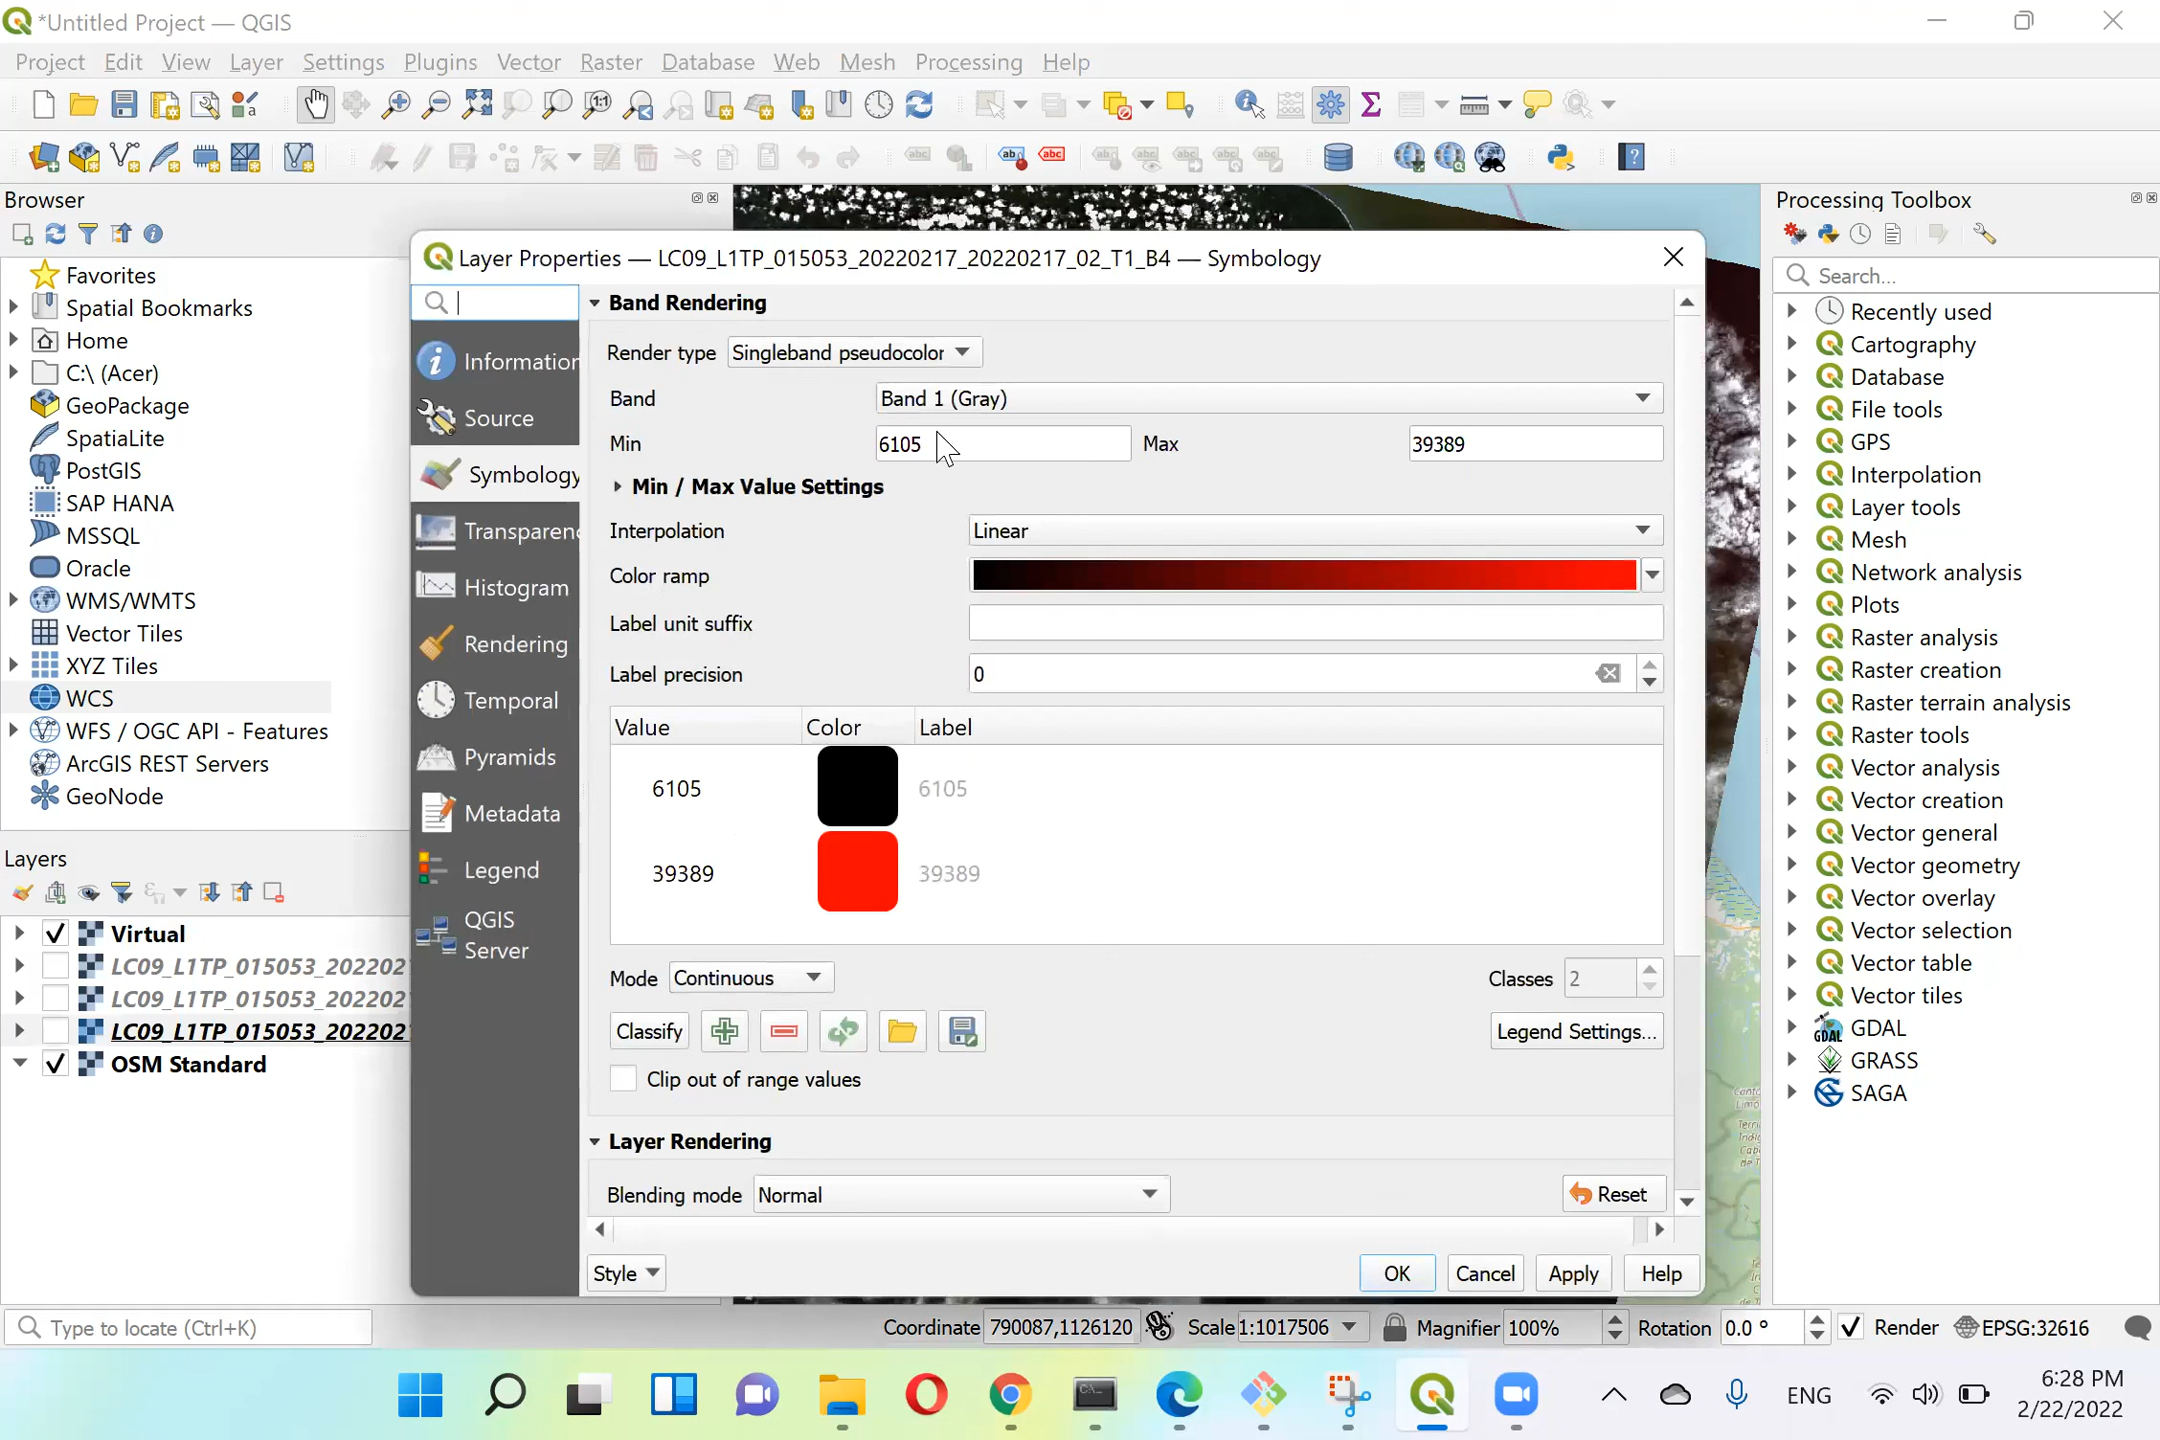 *Untitled Project — QGIS
Project Edit View Layer Settings Plugins Vector Raster Database Web Mesh Processing Help
Browser
Favorites
Spatial Bookmarks
Home
C:\ (Acer)
GeoPackage
SpatiaLite
PostGIS
SAP HANA
MSSQL
Oracle
WMS/WMTS
Vector Tiles
XYZ Tiles
WCS
WFS / OGC API - Features
ArcGIS REST Servers
GeoNode
Layers
Virtual
LC09_L1TP_015053_202202
LC09_L1TP_015053_202202
LC09_L1TP_015053_202202
OSM Standard
Layer Properties — LC09_L1TP_015053_20220217_20220217_02_T1_B4 — Symbology
Information
Source
Symbology
Transparen
Histogram
Rendering
Temporal
Pyramids
Metadata
Legend
QGIS
Server
Band Rendering
Render type Singleband pseudocolor
Band Band 1 (Gray)
Min 6105 Max 39389
Min / Max Value Settings
Interpolation Linear
Color ramp
Label unit suffix
Label precision 0
Value Color Label
6105 6105
39389 39389
Mode Continuous Classes 2
Classify Legend Settings...
Clip out of range values
Layer Rendering
Blending mode Normal Reset
Style OK Cancel Apply Help
Processing Toolbox
Search...
Recently used
Cartography
Database
File tools
GPS
Interpolation
Layer tools
Mesh
Network analysis
Plots
Raster analysis
Raster creation
Raster terrain analysis
Raster tools
Vector analysis
Vector creation
Vector general
Vector geometry
Vector overlay
Vector selection
Vector table
Vector tiles
GDAL
GRASS
SAGA
Type to locate (Ctrl+K) Coordinate 790087,1126120 Scale 1:1017506 Magnifier 100% Rotation 0.0 ° Render EPSG:32616
ENG 6:28 PM
2/22/2022